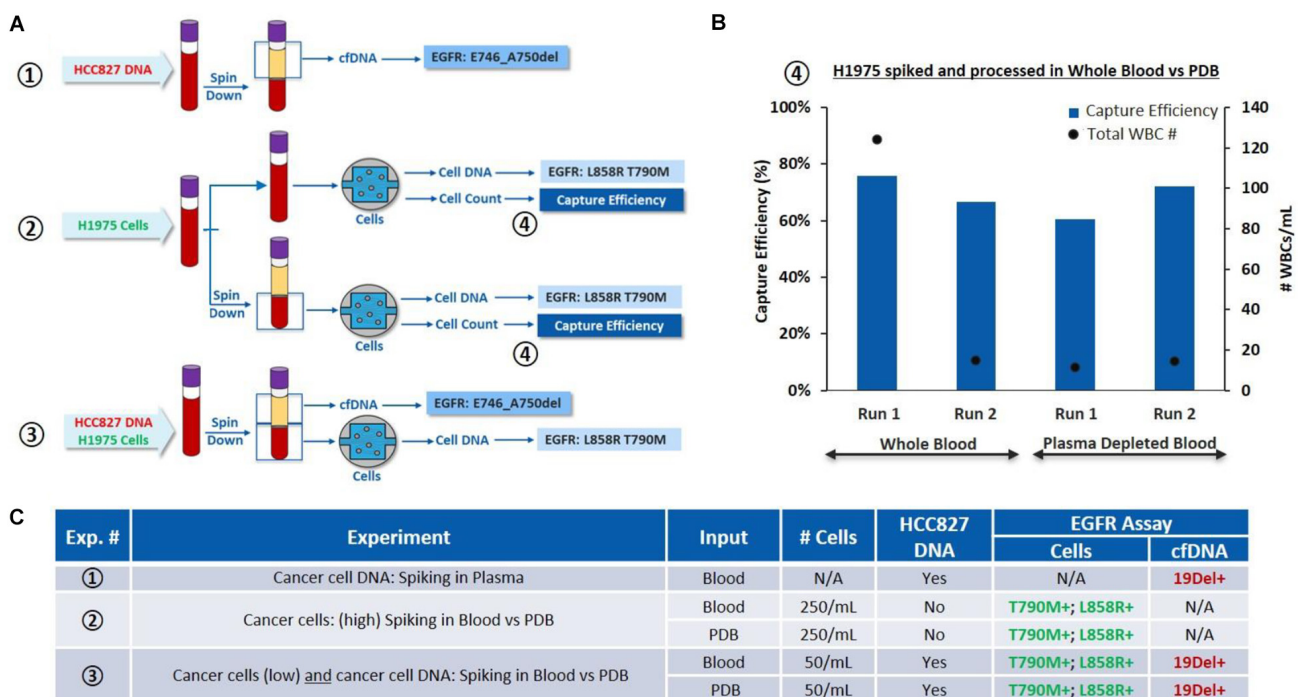 A
①
HCC827 DNA
Spin
Down
cfDNA
EGFR: E746_A750del
②
H1975 Cells
Cells
Cell DNA
EGFR: L858R T790M
Cell Count
Capture Efficiency
④
Spin
Down
Cells
Cell DNA
EGFR: L858R T790M
Cell Count
Capture Efficiency
④
③
HCC827 DNA
H1975 Cells
Spin
Down
cfDNA
EGFR: E746_A750del
Cells
Cell DNA
EGFR: L858R T790M
B
④ H1975 spiked and processed in Whole Blood vs PDB
Capture Efficiency
Total WBC #
Capture Efficiency (%)
100%
80%
60%
40%
20%
0%
140
120
100
80
60
40
20
0
# WBCs/mL
Run 1 Run 2 Run 1 Run 2
Whole Blood Plasma Depleted Blood
C
Exp. # Experiment Input # Cells HCC827 DNA EGFR Assay
Cells cfDNA
① Cancer cell DNA: Spiking in Plasma Blood N/A Yes N/A 19Del+
② Cancer cells: (high) Spiking in Blood vs PDB Blood 250/mL No T790M+; L858R+ N/A
PDB 250/mL No T790M+; L858R+ N/A
③ Cancer cells (low) and cancer cell DNA: Spiking in Blood vs PDB Blood 50/mL Yes T790M+; L858R+ 19Del+
PDB 50/mL Yes T790M+; L858R+ 19Del+